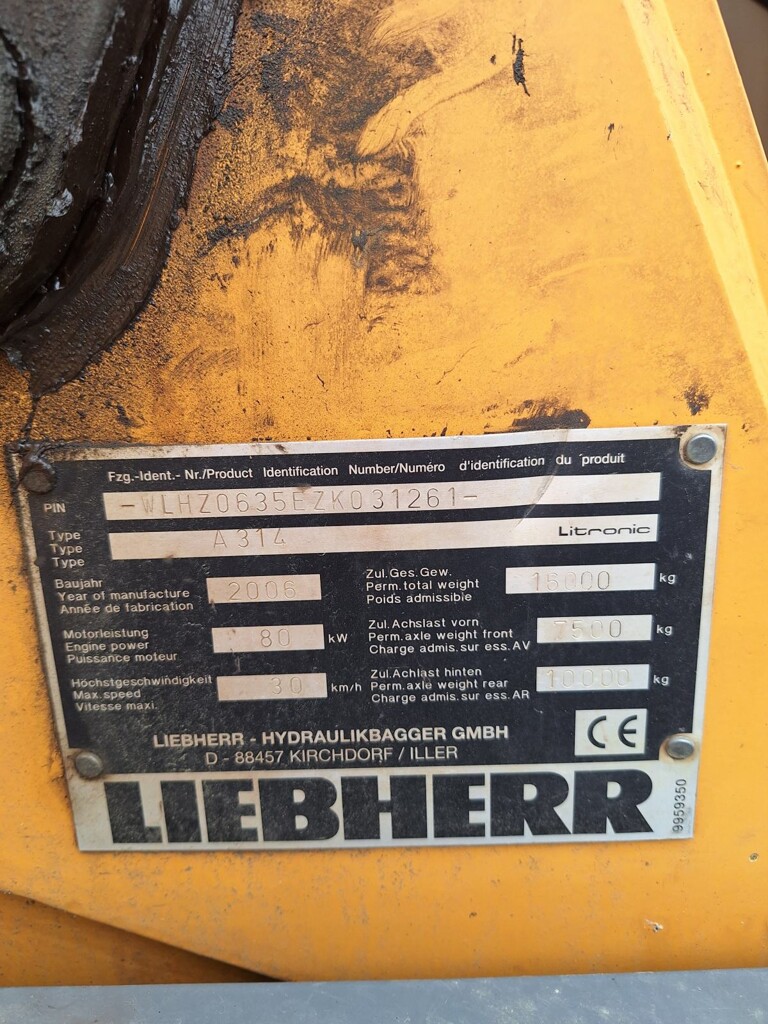 Fzg.-Ident.- Nr./Product Identification Number/Numéro d'identification du produit
PIN -WLHZ0635EZK031261-
Type
Type A314 Litronic
Type
Baujahr
Year of manufacture 2006
Année de fabrication
Zul.Ges.Gew.
Perm.total weight 16000 kg
Poids admissible
Motorleistung
Engine power 80 kW
Puissance moteur
Zul.Achslast vorn
Perm.axle weight front 7500 kg
Charge admis.sur ess.AV
Höchstgeschwindigkeit
Max.speed 30 km/h
Vitesse maxi.
Zul.Achlast hinten
Perm.axle weight rear 10000 kg
Charge admis.sur ess.AR
LIEBHERR - HYDRAULIKBAGGER GMBH
D - 88457 KIRCHDORF / ILLER
CE
LIEBHERR
9959350